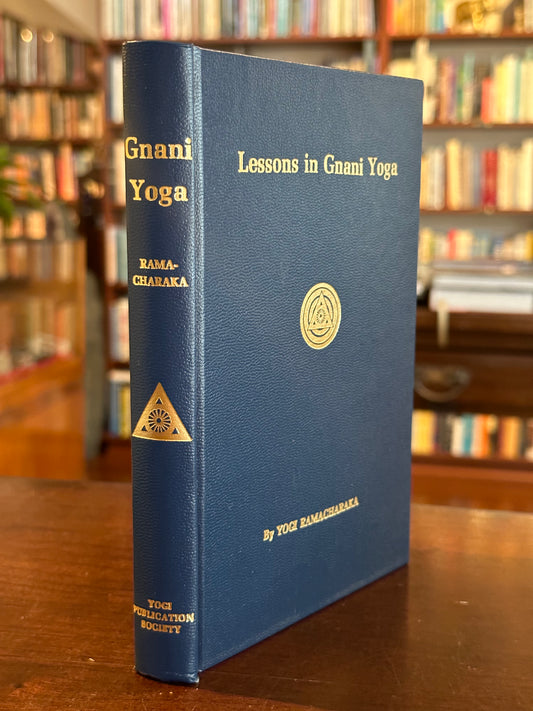 Gnani
Yoga
RAMA-
CHARAKA
YOGI
PUBLICATION
SOCIETY
Lessons in Gnani Yoga
By YOGI RAMACHARAKA